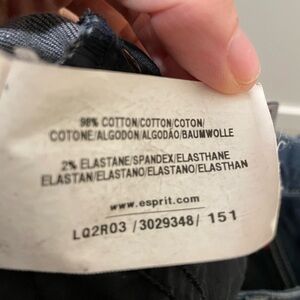 98% COTTON/COTTON/COTON/
COTONE/ALGODON/ALGODÃO/BAUMWOLLE
2% ELASTANE/SPANDEX/ELASTHANE
ELASTAN/ELASTANO/ELASTANO/ELASTHAN
www.esprit.com
LQ2R03 /3029348/ 151